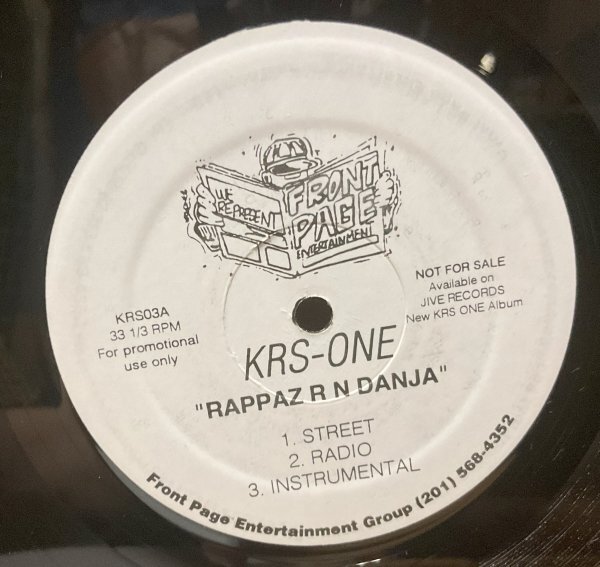 WE
REPRESENT
FRONT
PAGE
ENTERTAINMENT
KRS03A
33 1/3 RPM
For promotional
use only
NOT FOR SALE
Available on
JIVE RECORDS
New KRS ONE Album
KRS-ONE
"RAPPAZ R N DANJA"
1. STREET
2. RADIO
3. INSTRUMENTAL
Front Page Entertainment Group (201) 568-4352